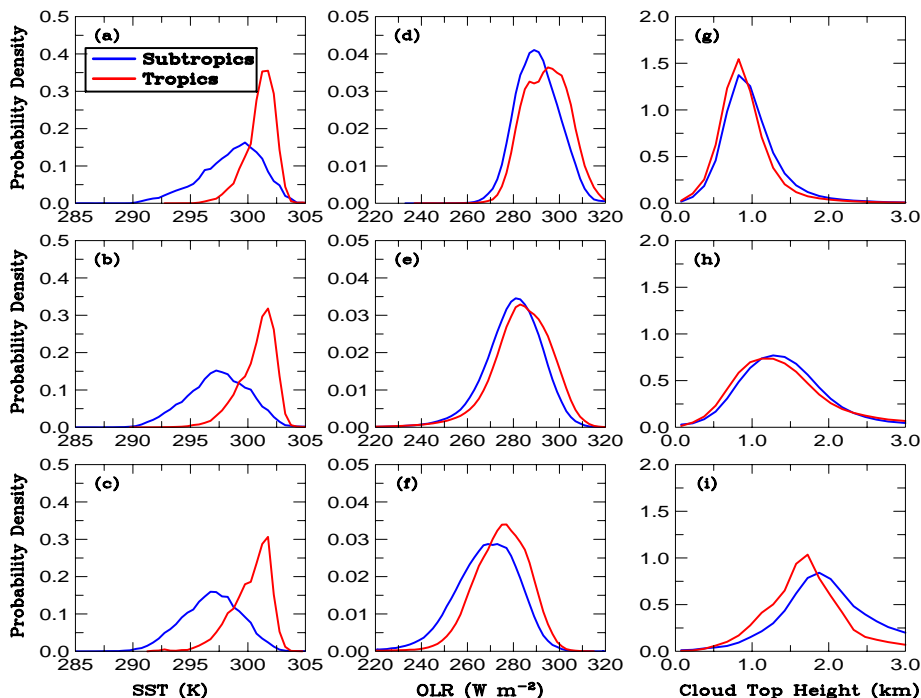 (a)
Subtropics
Tropics
Probability Density
0.5
0.4
0.3
0.2
0.1
0.0
285 290 295 300 305
(d)
0.05
0.04
0.03
0.02
0.01
0.00
220 240 260 280 300 320
(g)
2.0
1.5
1.0
0.5
0.0
0.0 1.0 2.0 3.0
(b)
Probability Density
0.5
0.4
0.3
0.2
0.1
0.0
285 290 295 300 305
(e)
0.05
0.04
0.03
0.02
0.01
0.00
220 240 260 280 300 320
(h)
2.0
1.5
1.0
0.5
0.0
0.0 1.0 2.0 3.0
(c)
Probability Density
0.5
0.4
0.3
0.2
0.1
0.0
285 290 295 300 305
SST (K)
(f)
0.05
0.04
0.03
0.02
0.01
0.00
220 240 260 280 300 320
OLR (W m⁻²)
(i)
2.0
1.5
1.0
0.5
0.0
0.0 1.0 2.0 3.0
Cloud Top Height (km)